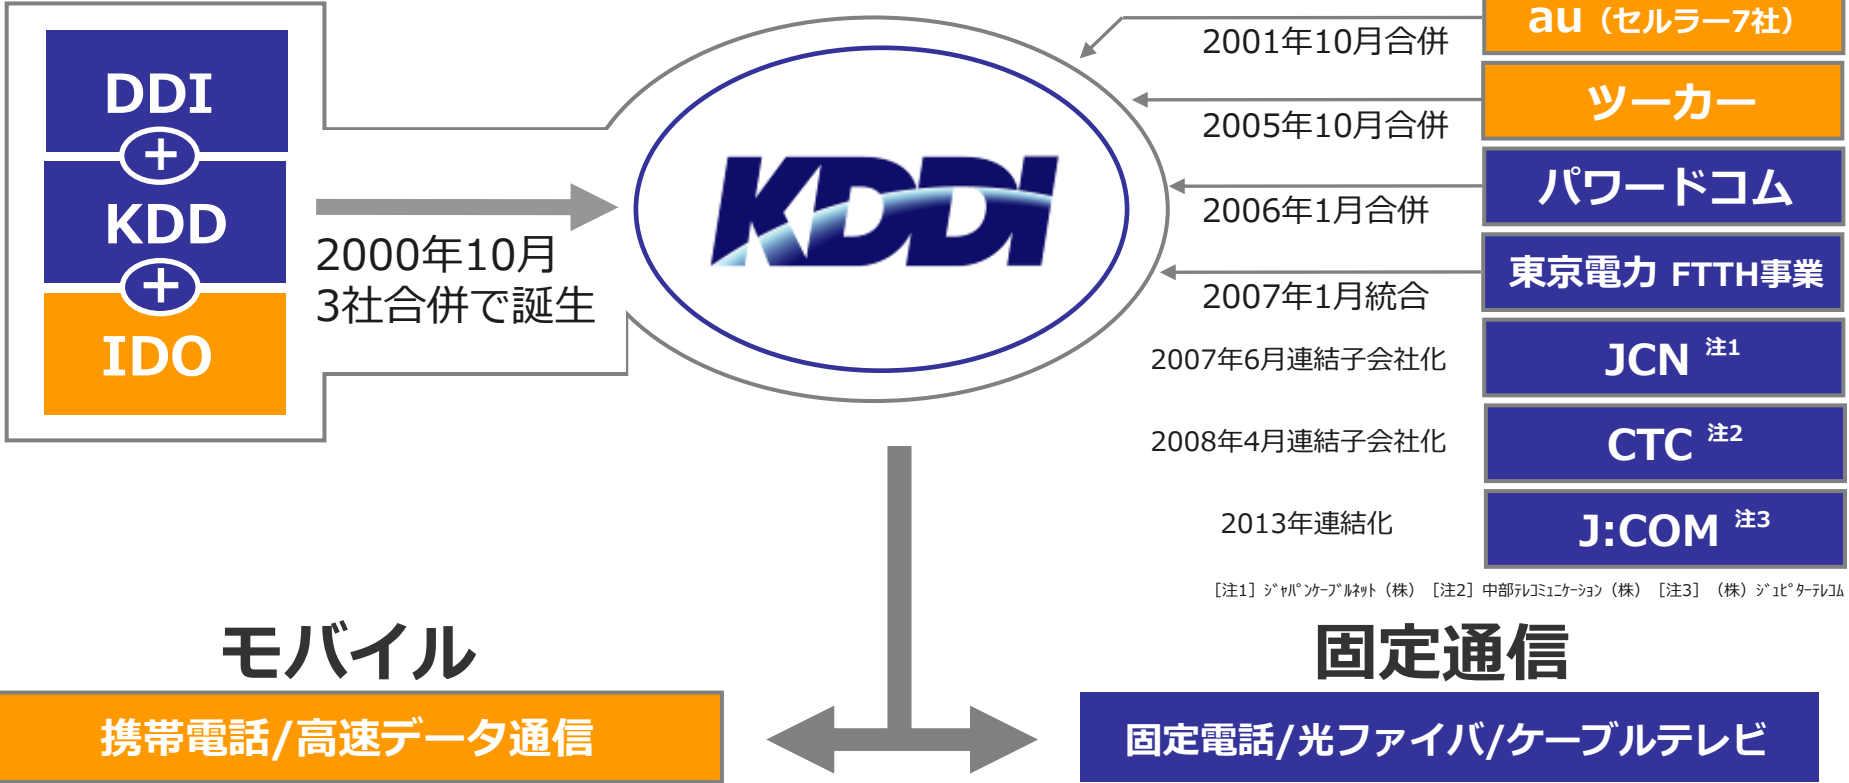 DDI
+
KDD
+
IDO
2000年10月
3社合併で誕生
KDDI
2001年10月合併
au（セルラー7社）
2005年10月合併
ツーカー
2006年1月合併
パワードコム
2007年1月統合
東京電力 FTTH事業
2007年6月連結子会社化
JCN 注1
2008年4月連結子会社化
CTC 注2
2013年連結化
J:COM 注3
［注1］ｼﾞｬﾊﾟﾝｹｰﾌﾞﾙﾈｯﾄ（株）［注2］中部ﾃﾚｺﾐｭﾆｹｰｼｮﾝ（株）［注3］（株）ｼﾞｭﾋﾟﾀｰﾃﾚｺﾑ
モバイル
携帯電話/高速データ通信
固定通信
固定電話/光ファイバ/ケーブルテレビ